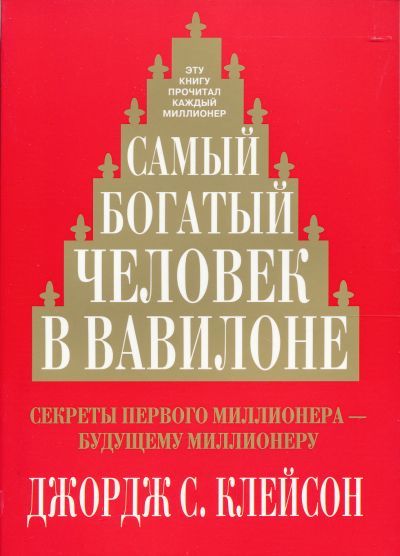 ЭТУ
КНИГУ
ПРОЧИТАЛ
КАЖДЫЙ
МИЛЛИОНЕР
САМЫЙ
БОГАТЫЙ
ЧЕЛОВЕК
В ВАВИЛОНЕ
СЕКРЕТЫ ПЕРВОГО МИЛЛИОНЕРА —
БУДУЩЕМУ МИЛЛИОНЕРУ
ДЖОРДЖ С. КЛЕЙСОН